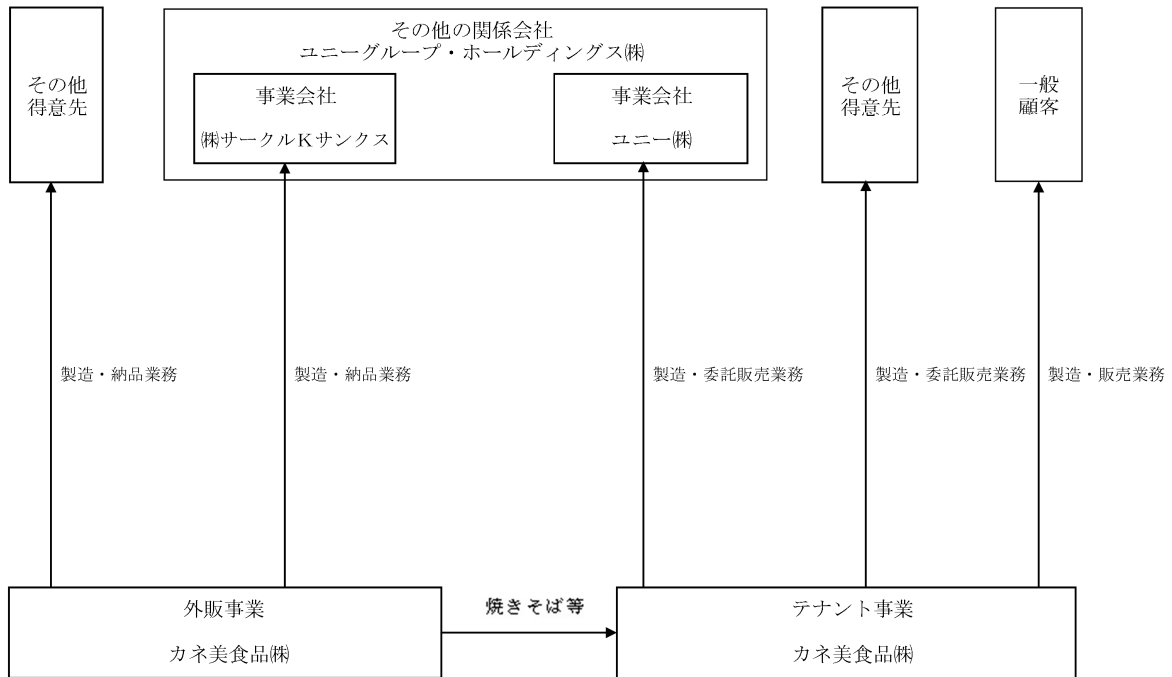 その他の関係会社
ユニーグループ・ホールディングス㈱
その他
得意先
事業会社
㈱サークルＫサンクス
事業会社
ユニー㈱
その他
得意先
一般
顧客
製造・納品業務
製造・納品業務
製造・委託販売業務
製造・委託販売業務
製造・販売業務
外販事業
カネ美食品㈱
焼きそば等
テナント事業
カネ美食品㈱